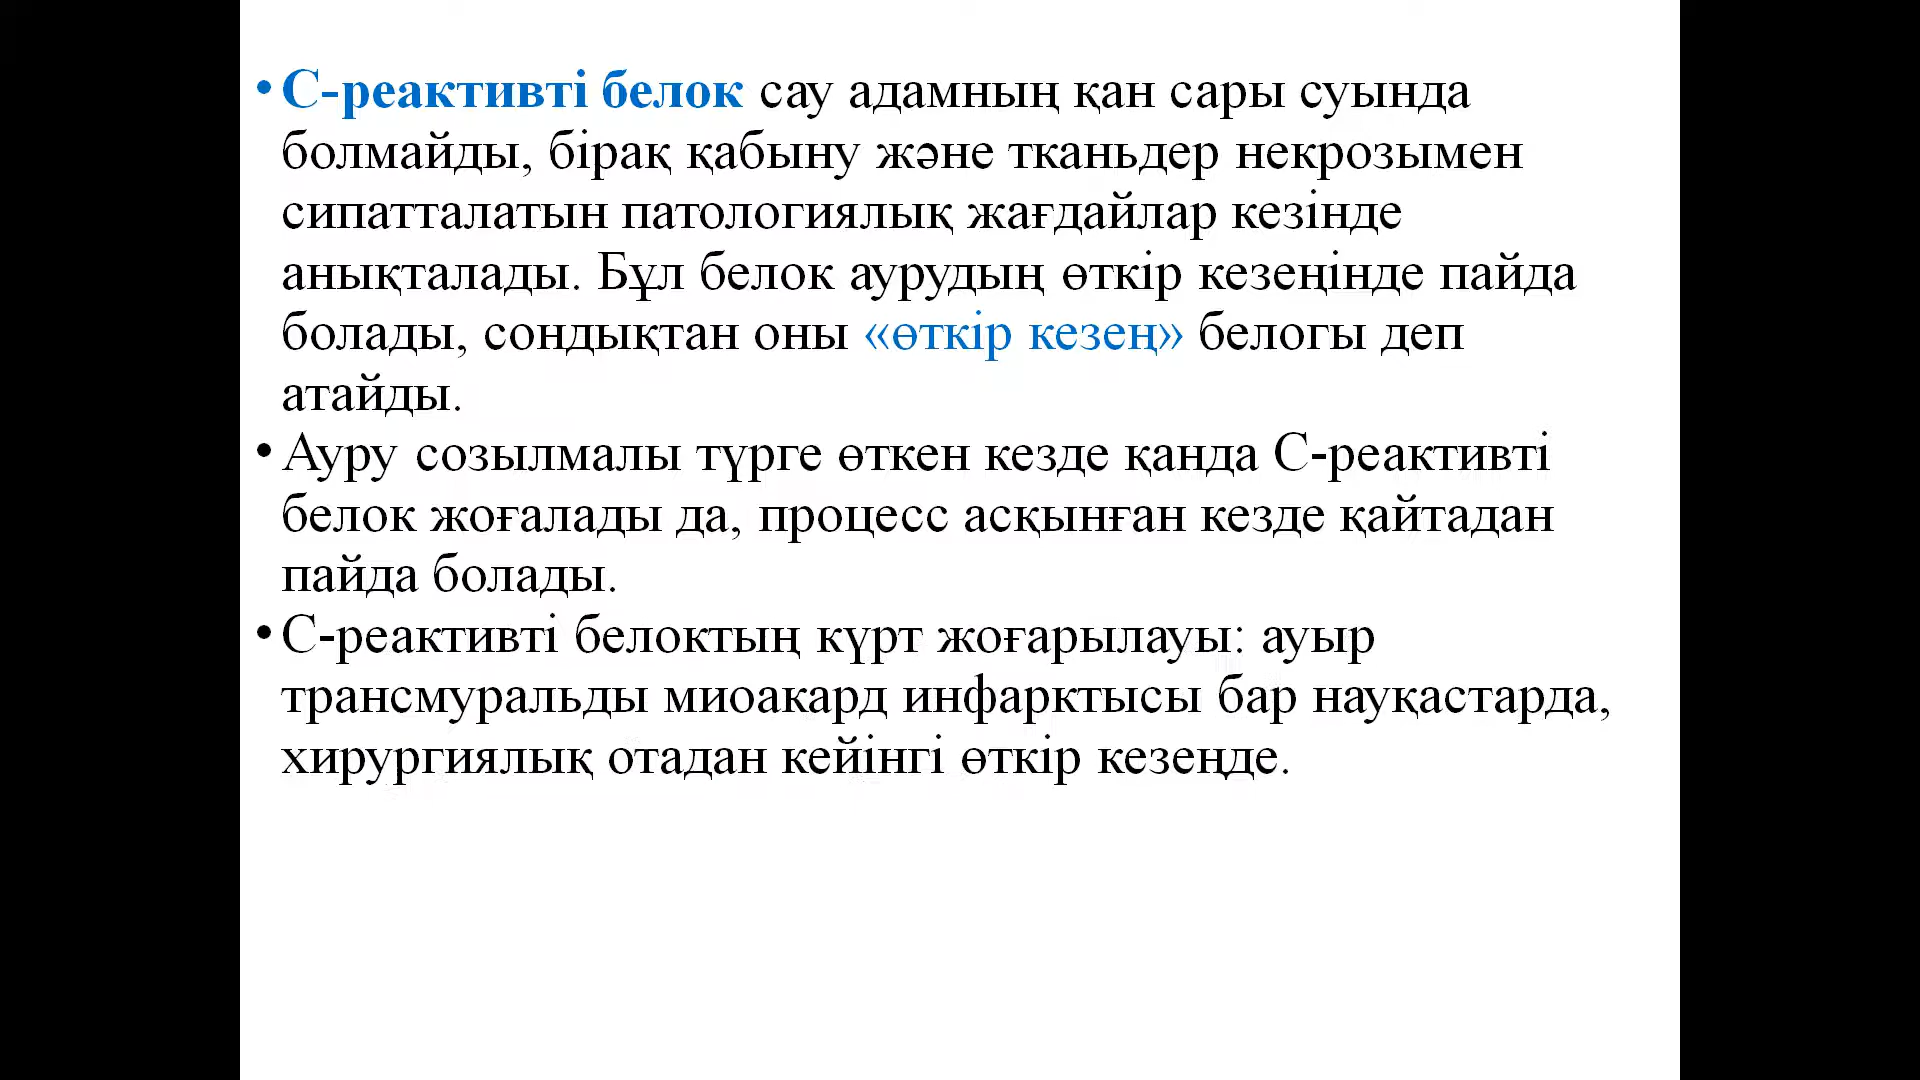 • С-реактивті белок сау адамның қан сары суында
болмайды, бірақ қабыну және тканьдер некрозымен
сипатталатын патологиялық жағдайлар кезінде
анықталады. Бұл белок аурудың өткір кезеңінде пайда
болады, сондықтан оны «өткір кезең» белогы деп
атайды.
• Ауру созылмалы түрге өткен кезде қанда С-реактивті
белок жоғалады да, процесс асқынған кезде қайтадан
пайда болады.
• С-реактивті белоктың күрт жоғарылауы: ауыр
трансмуральды миоакард инфарктысы бар науқастарда,
хирургиялық отадан кейінгі өткір кезеңде.